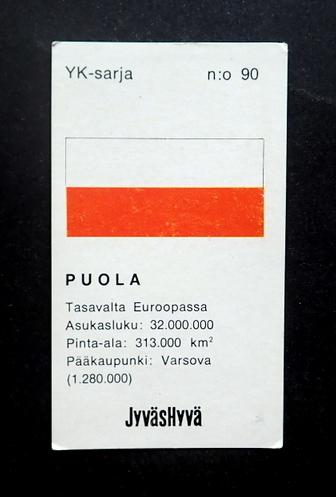 YK-sarja n:o 90
PUOLA
Tasavalta Euroopassa
Asukasluku: 32.000.000
Pinta-ala: 313.000 km²
Pääkaupunki: Varsova
(1.280.000)
JyväsHyvä